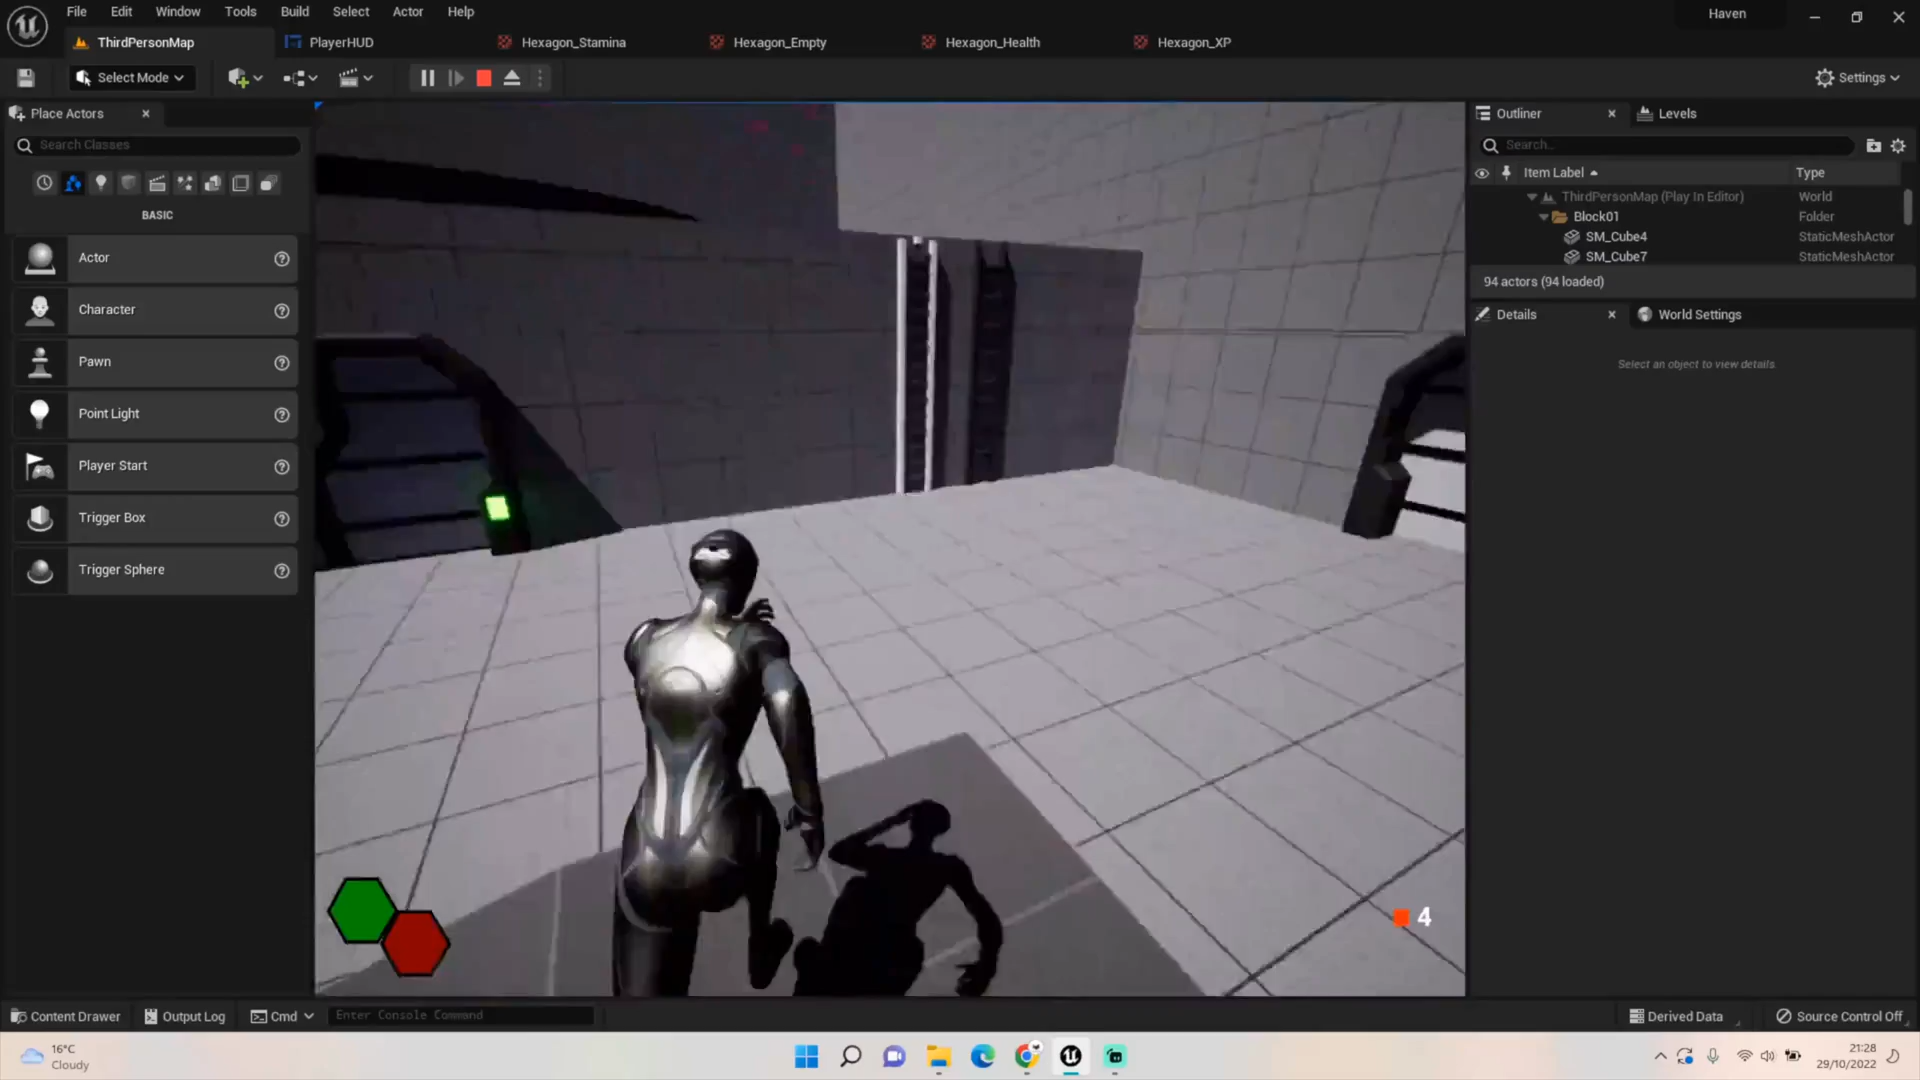 File Edit Window Tools Build Select Actor Help
Haven
ThirdPersonMap PlayerHUD Hexagon_Stamina Hexagon_Empty Hexagon_Health Hexagon_XP
Select Mode
Settings
Place Actors
Search Classes
BASIC
Actor
Character
Pawn
Point Light
Player Start
Trigger Box
Trigger Sphere
4
Outliner Levels
Search...
Item Label Type
ThirdPersonMap (Play In Editor) World
Block01 Folder
SM_Cube4 StaticMeshActor
SM_Cube7 StaticMeshActor
94 actors (94 loaded)
Details World Settings
Select an object to view details
Content Drawer Output Log Cmd Enter Console Command
Derived Data Source Control Off
16°C
Cloudy
21:28
29/10/2022